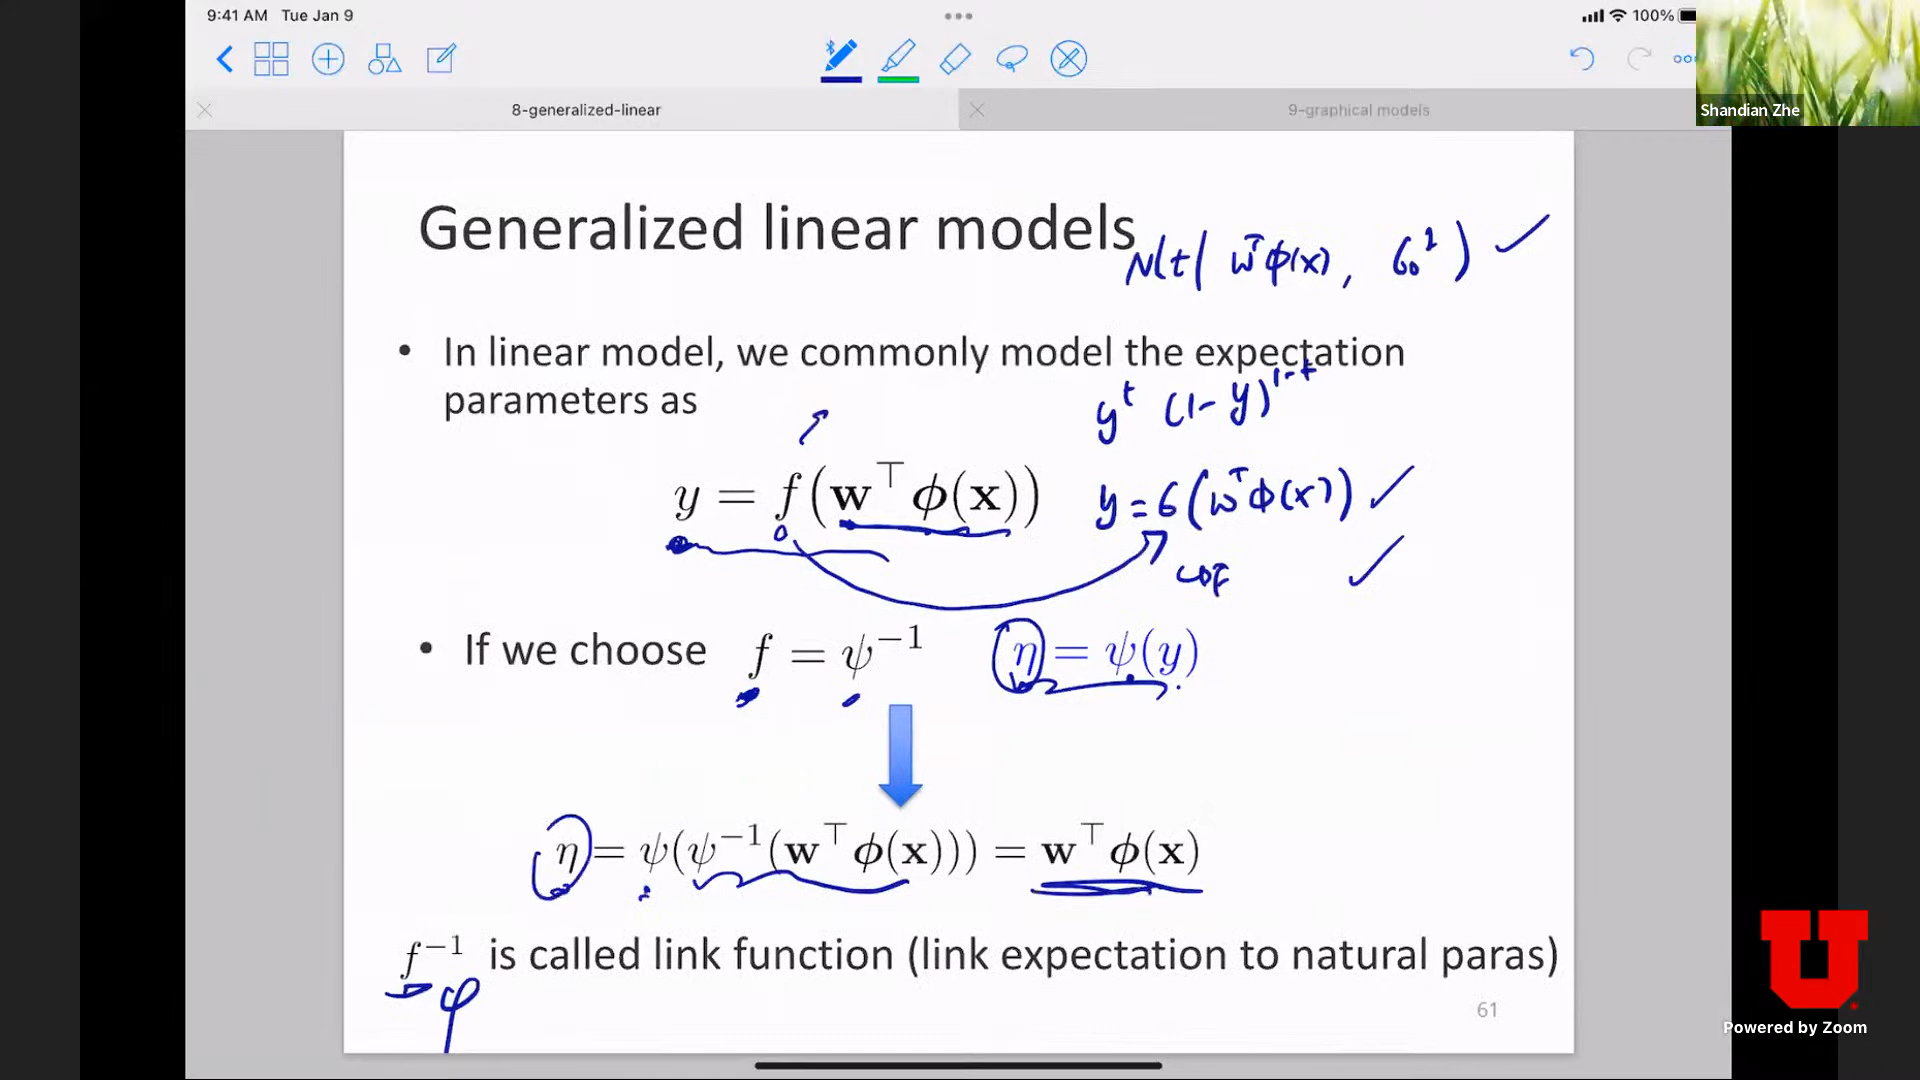 9:41 AM Tue Jan 9
100%
Shandian Zhe
8-generalized-linear
9-graphical models
Generalized linear models
N(t| wᵀϕ(x), σ₀²) ✓
• In linear model, we commonly model the expectation
parameters as
yᵗ (1-y)¹⁻ᵗ
y = f(w^⊤ϕ(x))
y = σ(wᵀϕ(x)) ✓
CDF ✓
• If we choose f = ψ⁻¹ η = ψ(y)
η = ψ(ψ⁻¹(w^⊤ϕ(x))) = w^⊤ϕ(x)
f⁻¹ is called link function (link expectation to natural paras)
φ
61
U
Powered by Zoom